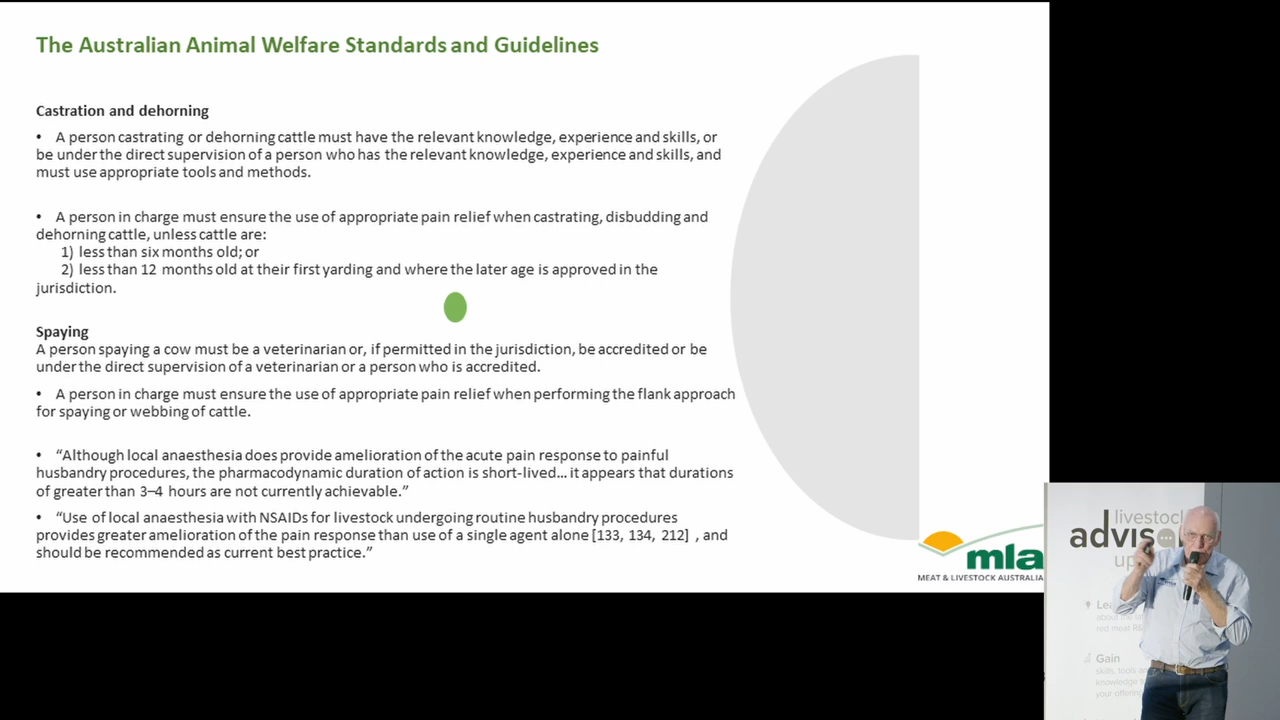 The Australian Animal Welfare Standards and Guidelines
Castration and dehorning
• A person castrating or dehorning cattle must have the relevant knowledge, experience and skills, or
be under the direct supervision of a person who has the relevant knowledge, experience and skills, and
must use appropriate tools and methods.
• A person in charge must ensure the use of appropriate pain relief when castrating, disbudding and
dehorning cattle, unless cattle are:
1) less than six months old; or
2) less than 12 months old at their first yarding and where the later age is approved in the
jurisdiction.
Spaying
A person spaying a cow must be a veterinarian or, if permitted in the jurisdiction, be accredited or be
under the direct supervision of a veterinarian or a person who is accredited.
• A person in charge must ensure the use of appropriate pain relief when performing the flank approach
for spaying or webbing of cattle.
• “Although local anaesthesia does provide amelioration of the acute pain response to painful
husbandry procedures, the pharmacodynamic duration of action is short-lived… it appears that durations
of greater than 3–4 hours are not currently achievable.”
• “Use of local anaesthesia with NSAIDs for livestock undergoing routine husbandry procedures
provides greater amelioration of the pain response than use of a single agent alone [133, 134, 212] , and
should be recommended as current best practice.”
mla
MEAT & LIVESTOCK AUSTRALIA
livestock
advis
up
Lea
about the
red meat R&
Gain
skills, tools
knowledge
your offerin